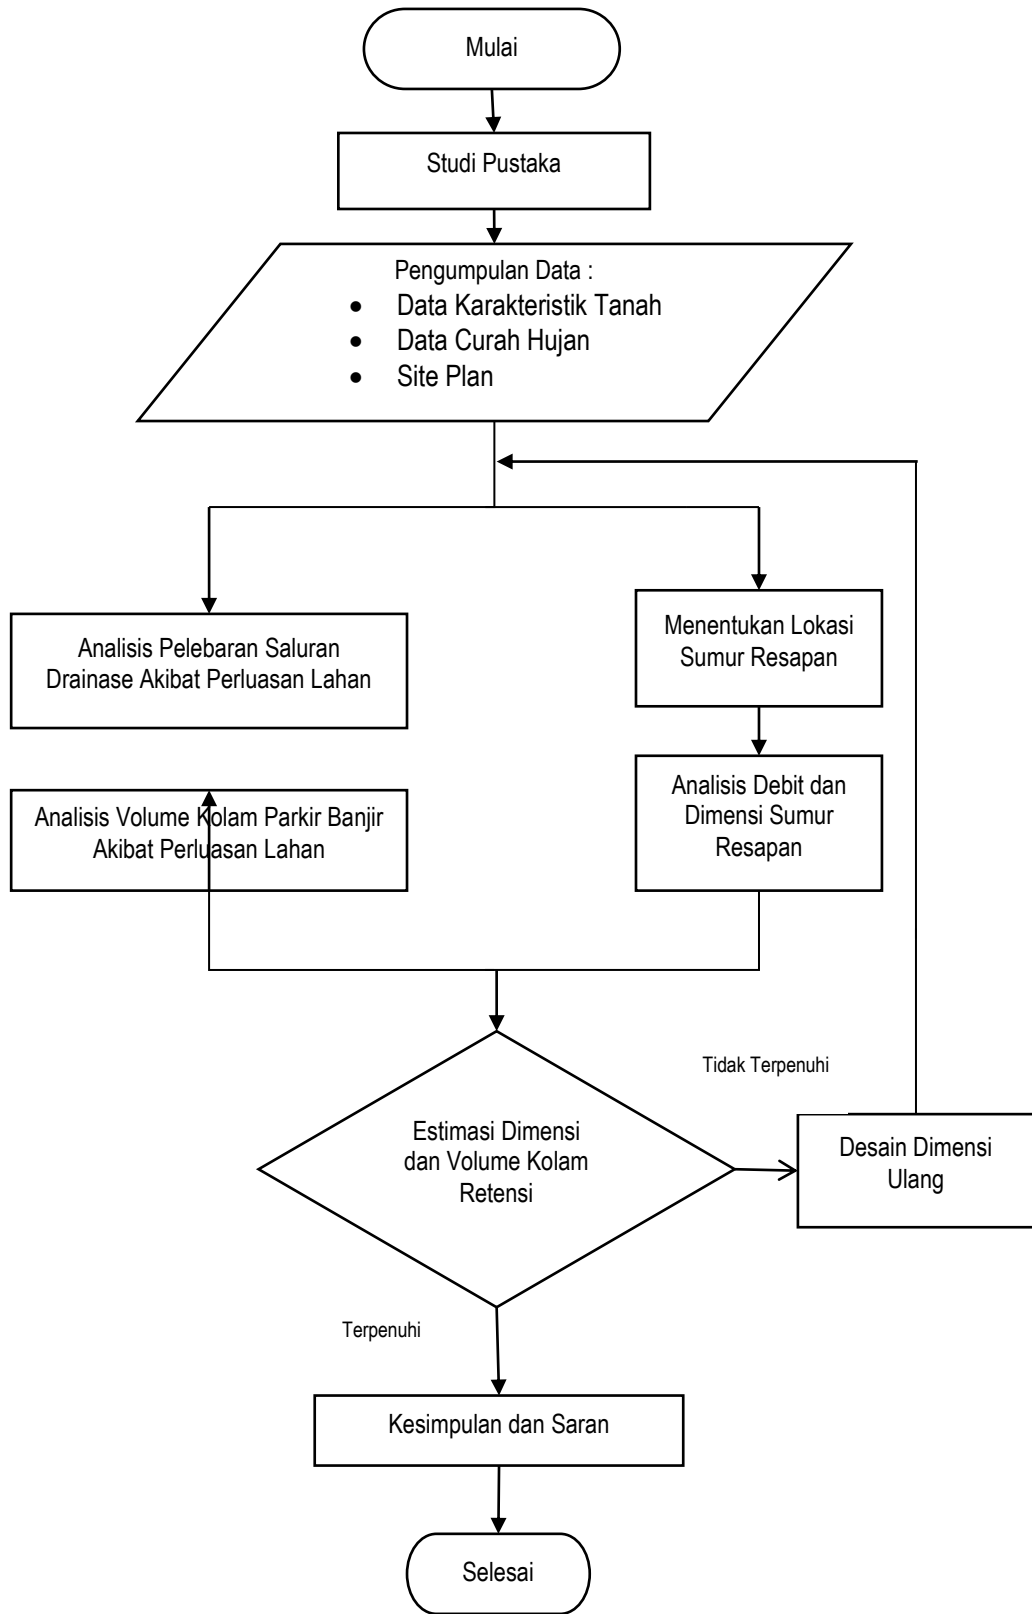 Mulai
Studi Pustaka
Pengumpulan Data :
• Data Karakteristik Tanah
• Data Curah Hujan
• Site Plan
Analisis Pelebaran Saluran
Drainase Akibat Perluasan Lahan
Menentukan Lokasi
Sumur Resapan
Analisis Volume Kolam Parkir Banjir
Akibat Perluasan Lahan
Analisis Debit dan
Dimensi Sumur
Resapan
Estimasi Dimensi
dan Volume Kolam
Retensi
Tidak Terpenuhi
Desain Dimensi
Ulang
Terpenuhi
Kesimpulan dan Saran
Selesai